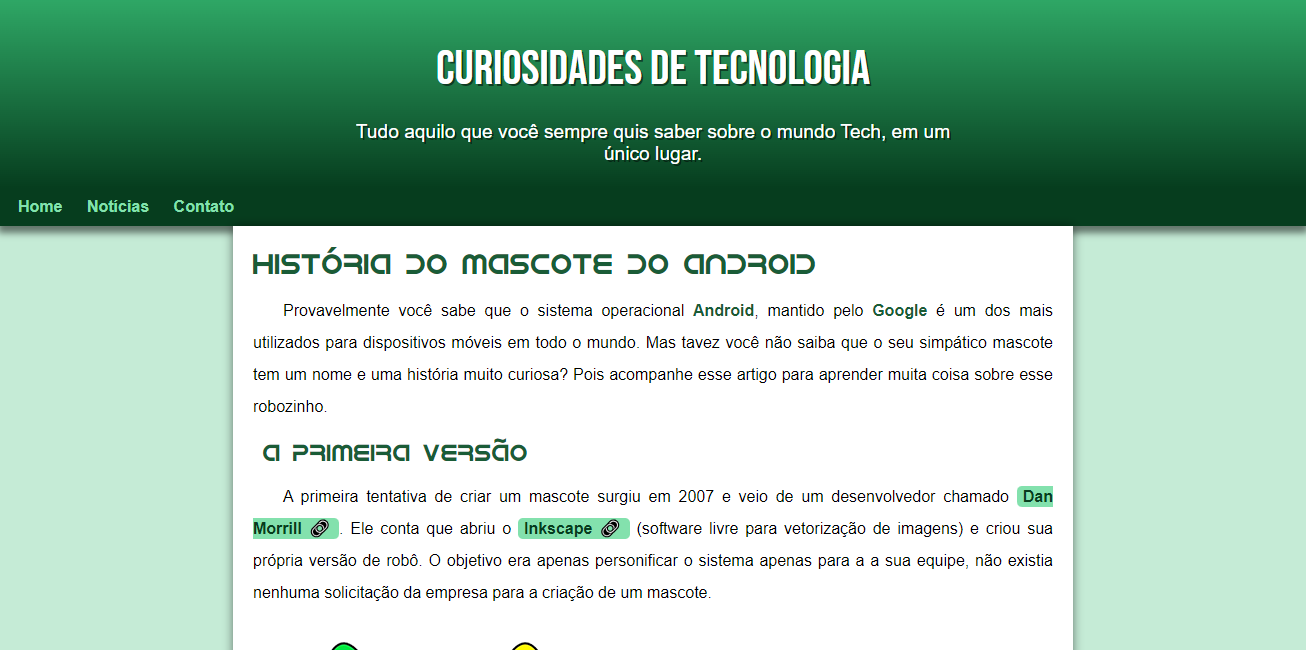 CURIOSIDADES DE TECNOLOGIA
Tudo aquilo que você sempre quis saber sobre o mundo Tech, em um
único lugar.
Home Notícias Contato
HISTÓRIA DO MASCOTE DO ANDROID
Provavelmente você sabe que o sistema operacional Android, mantido pelo Google é um dos mais
utilizados para dispositivos móveis em todo o mundo. Mas tavez você não saiba que o seu simpático mascote
tem um nome e uma história muito curiosa? Pois acompanhe esse artigo para aprender muita coisa sobre esse
robozinho.
A PRIMEIRA VERSÃO
A primeira tentativa de criar um mascote surgiu em 2007 e veio de um desenvolvedor chamado Dan
Morrill . Ele conta que abriu o Inkscape (software livre para vetorização de imagens) e criou sua
própria versão de robô. O objetivo era apenas personificar o sistema apenas para a a sua equipe, não existia
nenhuma solicitação da empresa para a criação de um mascote.